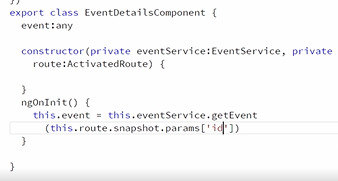 })
export class EventDetailsComponent {
event:any
constructor(private eventService:EventService, private
route:ActivatedRoute) {
}
ngOnInit() {
this.event = this.eventService.getEvent
(this.route.snapshot.params['id'])
}
}